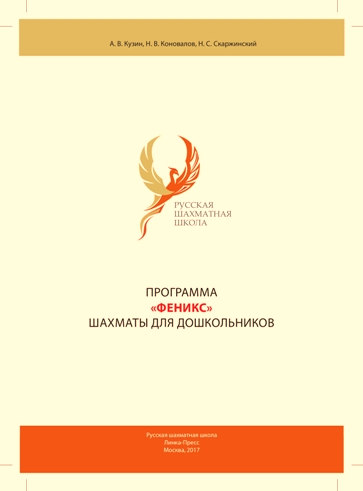 А. В. Кузин, Н. В. Коновалов, Н. С. Скаржинский
РУССКАЯ
ШАХМАТНАЯ
ШКОЛА
ПРОГРАММА
«ФЕНИКС»
ШАХМАТЫ ДЛЯ ДОШКОЛЬНИКОВ
Русская шахматная школа
Линка-Пресс
Москва, 2017